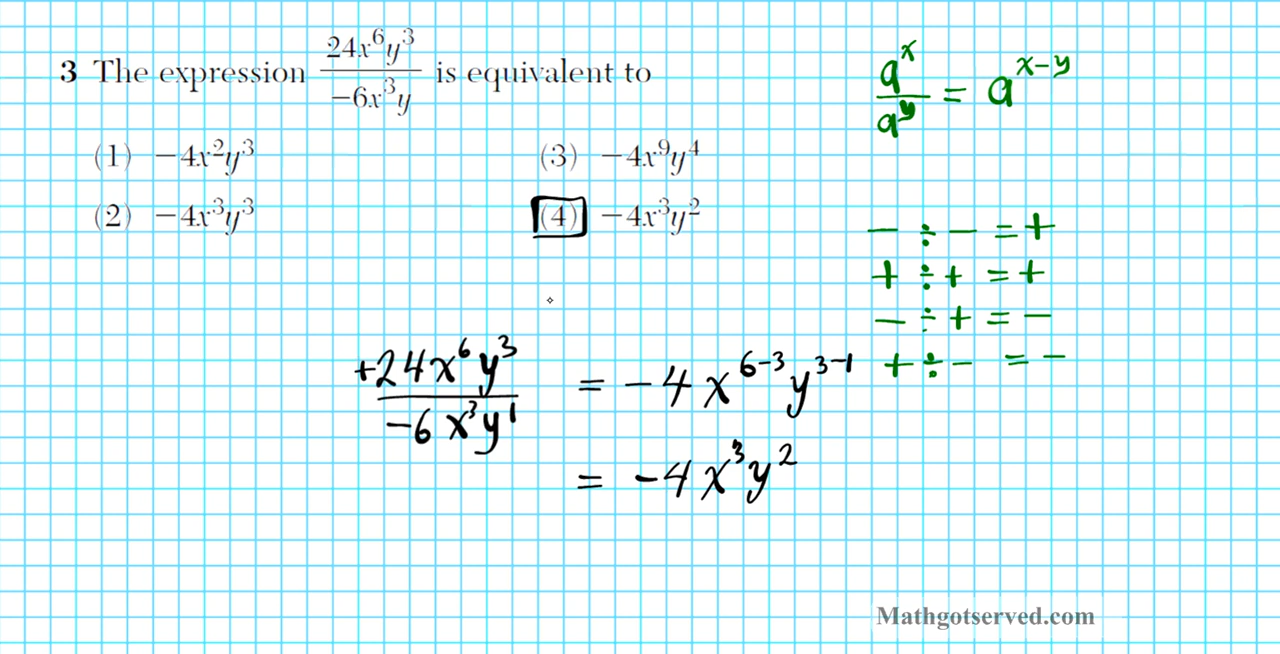 3 The expression 24x⁶y³ / -6x³y is equivalent to
(1) -4x²y³
(3) -4x⁹y⁴
(2) -4x³y³
(4) -4x³y²
aˣ / aʸ = aˣ⁻ʸ
- ÷ - = +
+ ÷ + = +
- ÷ + = -
+ ÷ - = -
+24x⁶y³ / -6x³y¹ = -4x⁶⁻³y³⁻¹
= -4x³y²
Mathgotserved.com